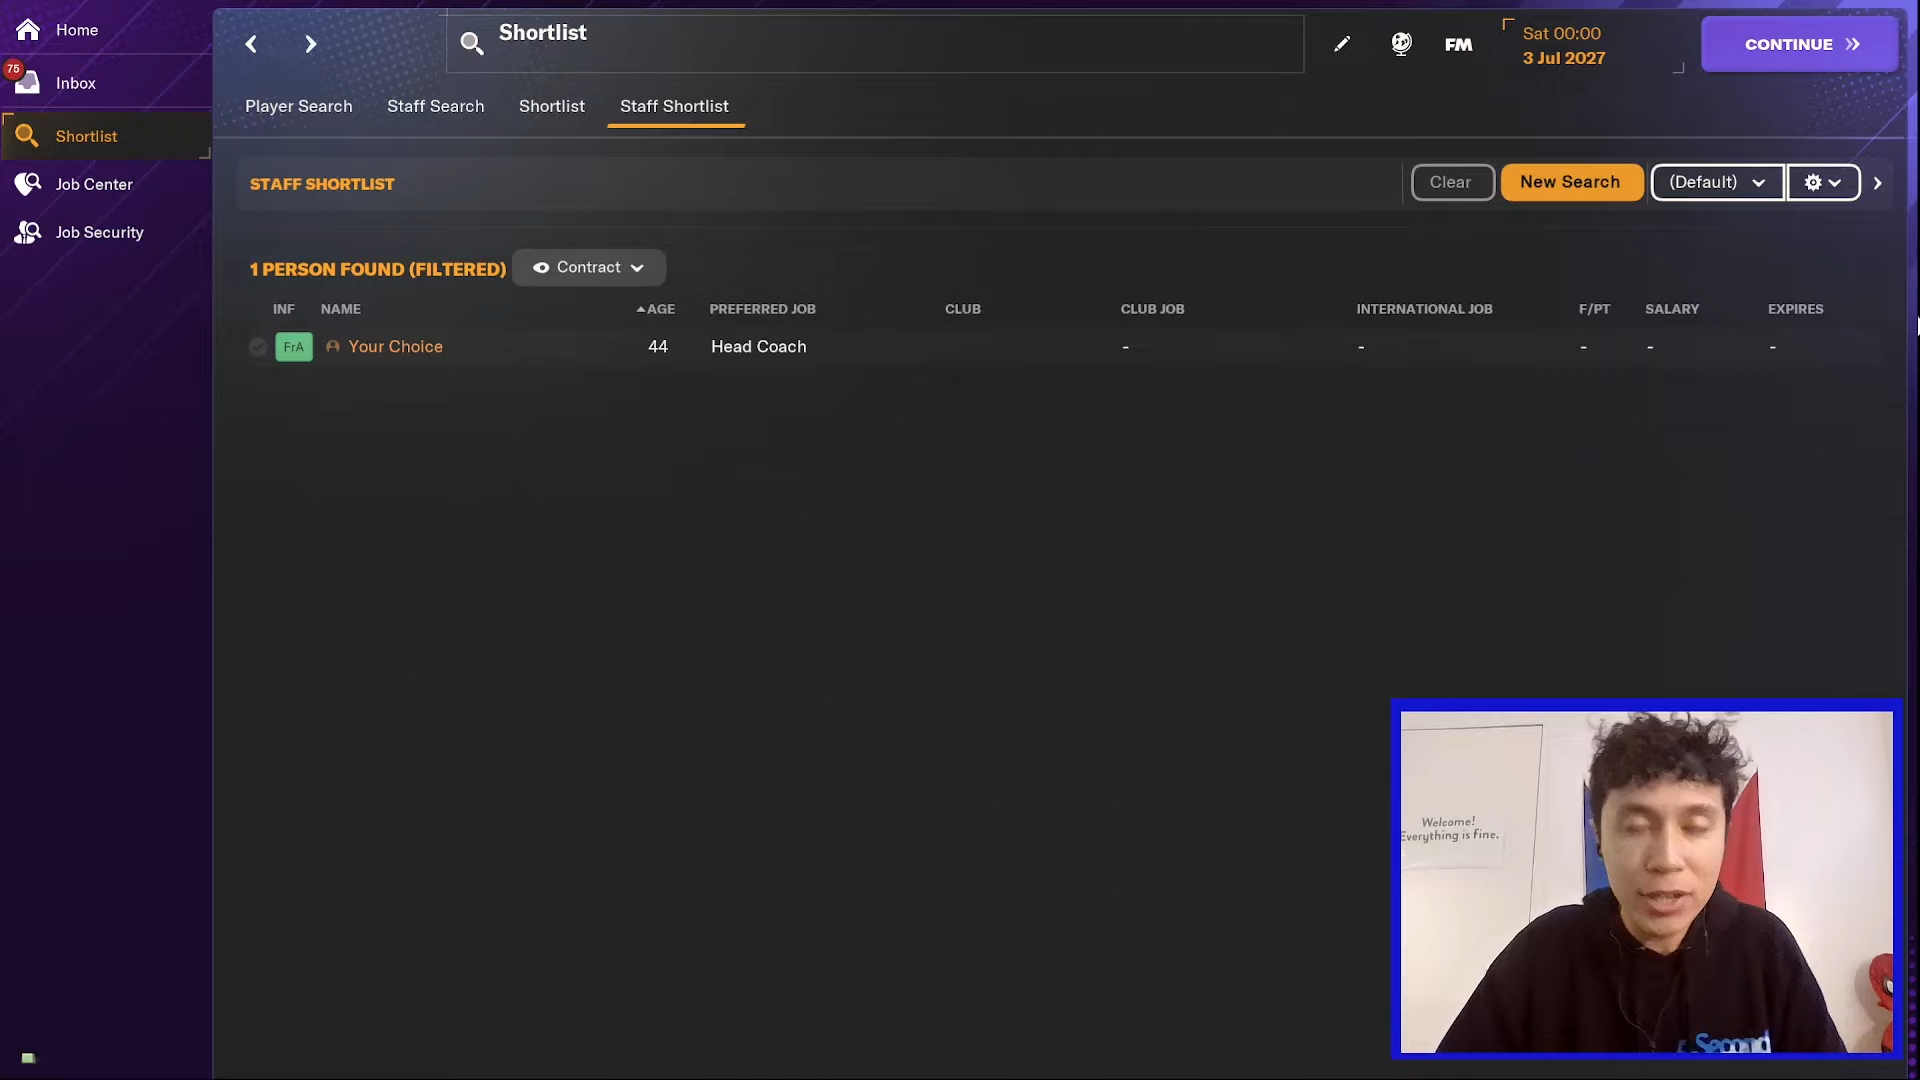 Home
Shortlist
FM
Sat 00:00
3 Jul 2027
CONTINUE
75
Inbox
Player Search
Staff Search
Shortlist
Staff Shortlist
Shortlist
Job Center
Job Security
STAFF SHORTLIST
Clear
New Search
(Default)
1 PERSON FOUND (FILTERED)
Contract
INF NAME AGE PREFERRED JOB CLUB CLUB JOB INTERNATIONAL JOB F/PT SALARY EXPIRES
FrA Your Choice 44 Head Coach - - - - -
Welcome!
Everything is fine.
Second